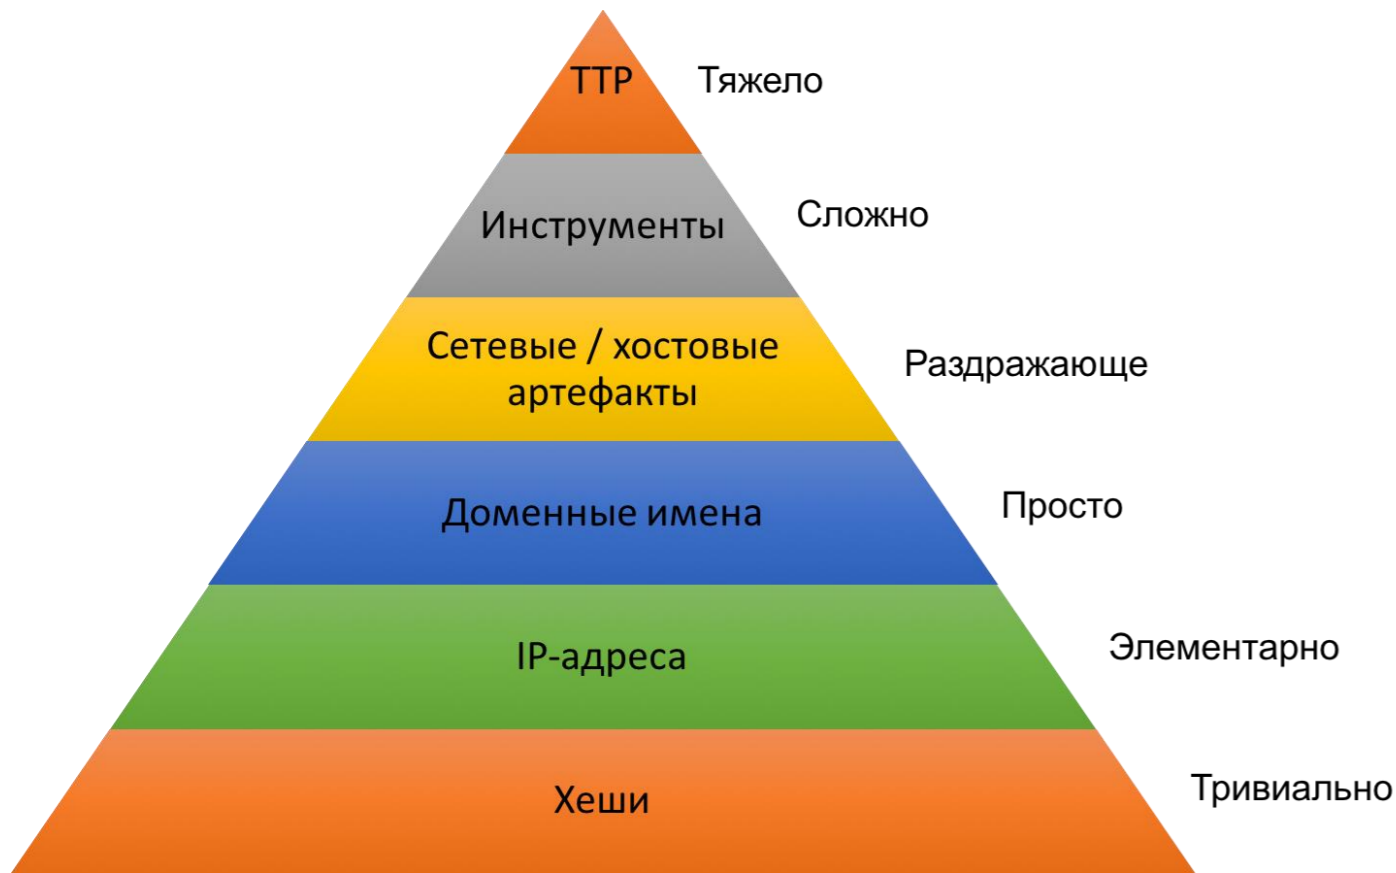 TTP
Тяжело
Инструменты
Сложно
Сетевые / хостовые
артефакты
Раздражающе
Доменные имена
Просто
IP-адреса
Элементарно
Хеши
Тривиально